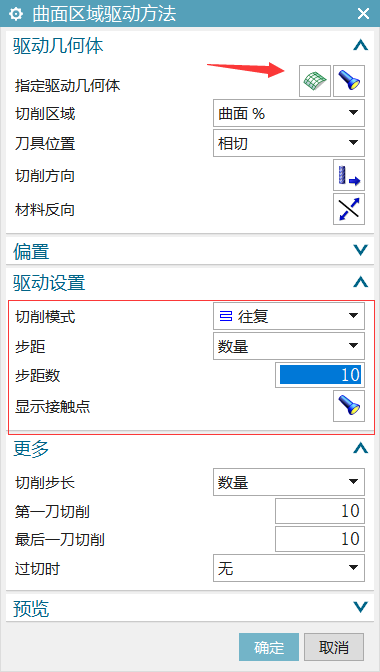 曲面区域驱动方法
驱动几何体
指定驱动几何体
切削区域 曲面 %
刀具位置 相切
切削方向
材料反向
偏置
驱动设置
切削模式 往复
步距 数量
步距数 10
显示接触点
更多
切削步长 数量
第一刀切削 10
最后一刀切削 10
过切时 无
预览
确定 取消